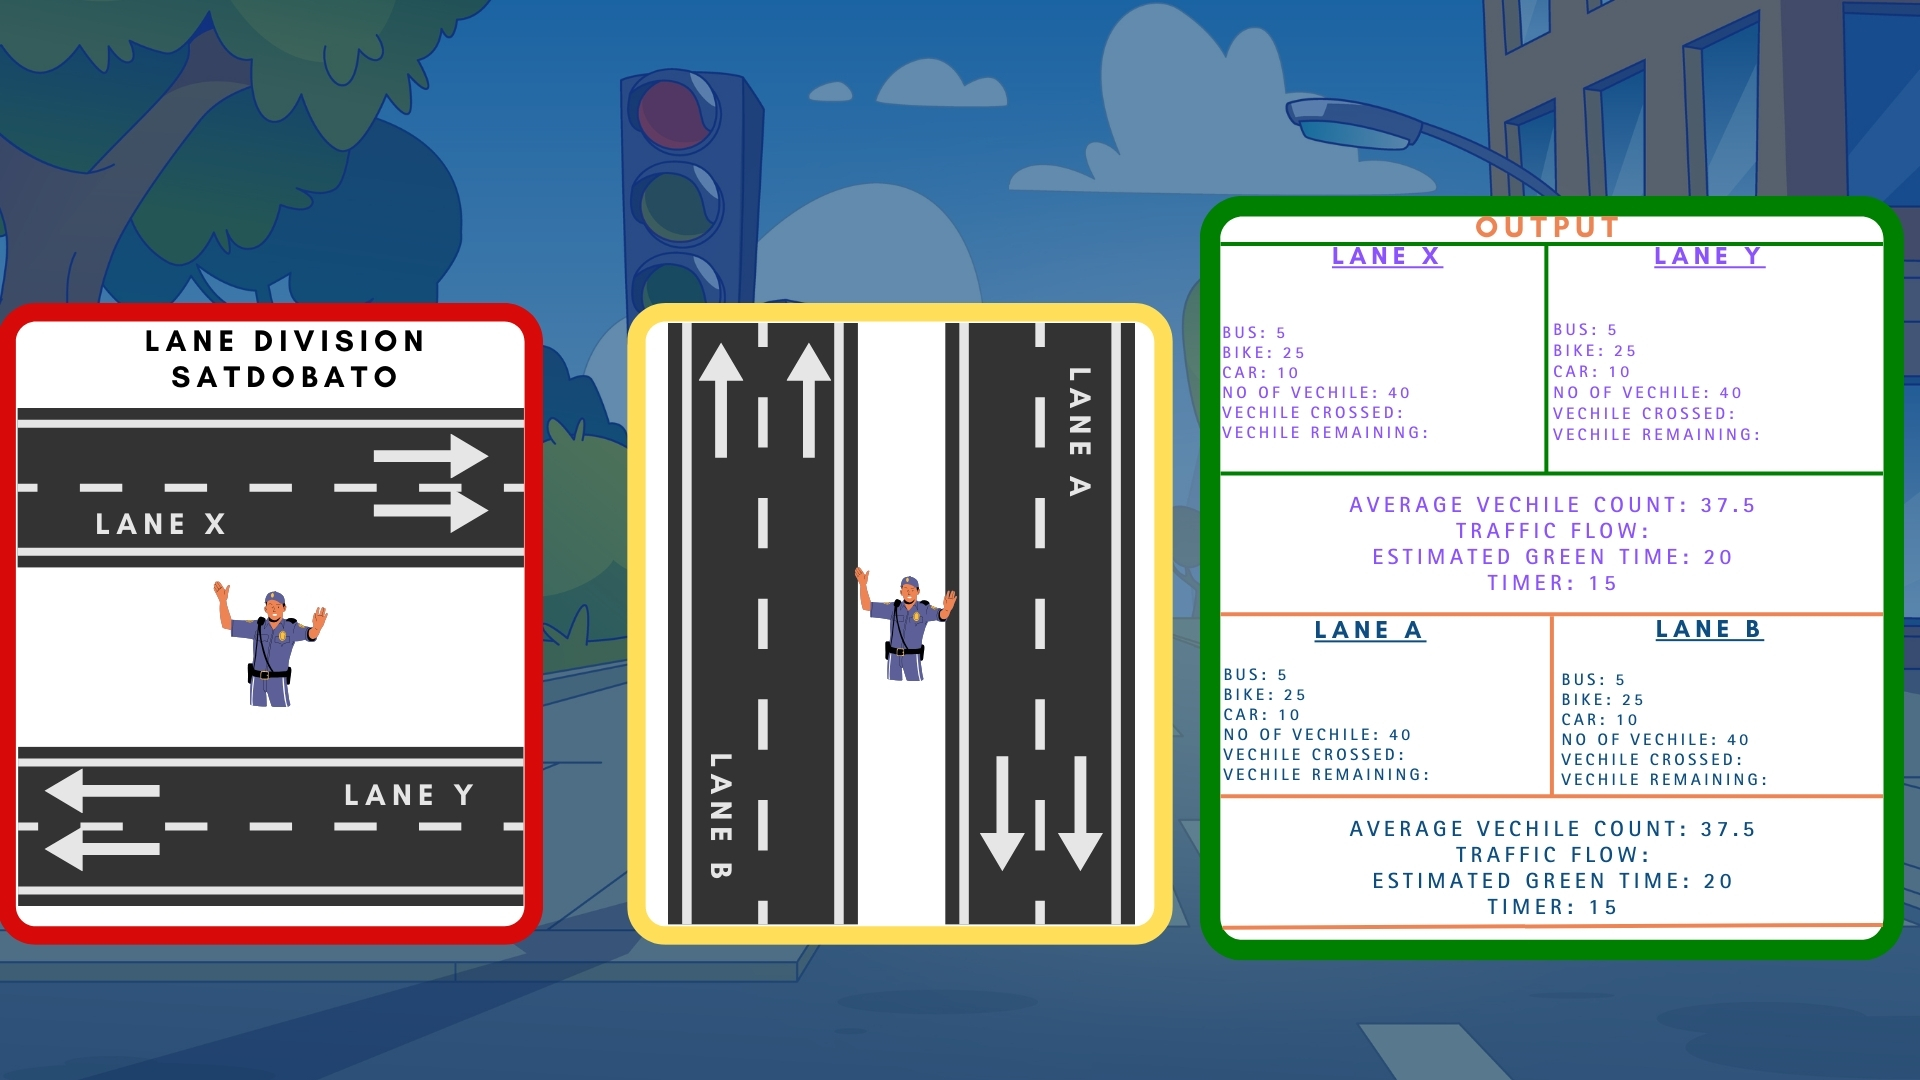 LANE DIVISION
SATDOBATO
LANE X
LANE Y
LANE A
LANE B
OUTPUT
LANE X
BUS: 5
BIKE: 25
CAR: 10
NO OF VECHILE: 40
VECHILE CROSSED:
VECHILE REMAINING:
LANE Y
BUS: 5
BIKE: 25
CAR: 10
NO OF VECHILE: 40
VECHILE CROSSED:
VECHILE REMAINING:
AVERAGE VECHILE COUNT: 37.5
TRAFFIC FLOW:
ESTIMATED GREEN TIME: 20
TIMER: 15
LANE A
BUS: 5
BIKE: 25
CAR: 10
NO OF VECHILE: 40
VECHILE CROSSED:
VECHILE REMAINING:
LANE B
BUS: 5
BIKE: 25
CAR: 10
NO OF VECHILE: 40
VECHILE CROSSED:
VECHILE REMAINING:
AVERAGE VECHILE COUNT: 37.5
TRAFFIC FLOW:
ESTIMATED GREEN TIME: 20
TIMER: 15